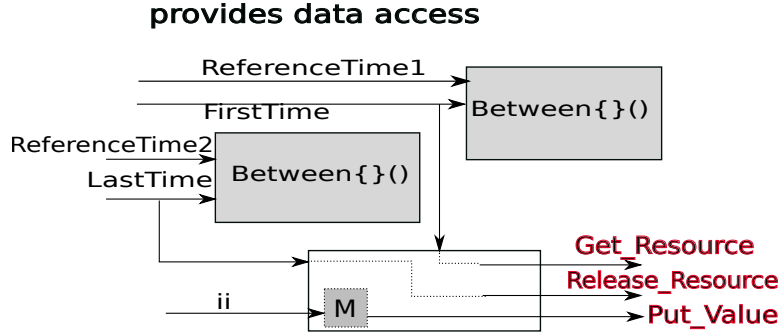 provides data access
ReferenceTime1
FirstTime
Between{}()
ReferenceTime2
LastTime
Between{}()
Get_Resource
Release_Resource
ii
M
Put_Value